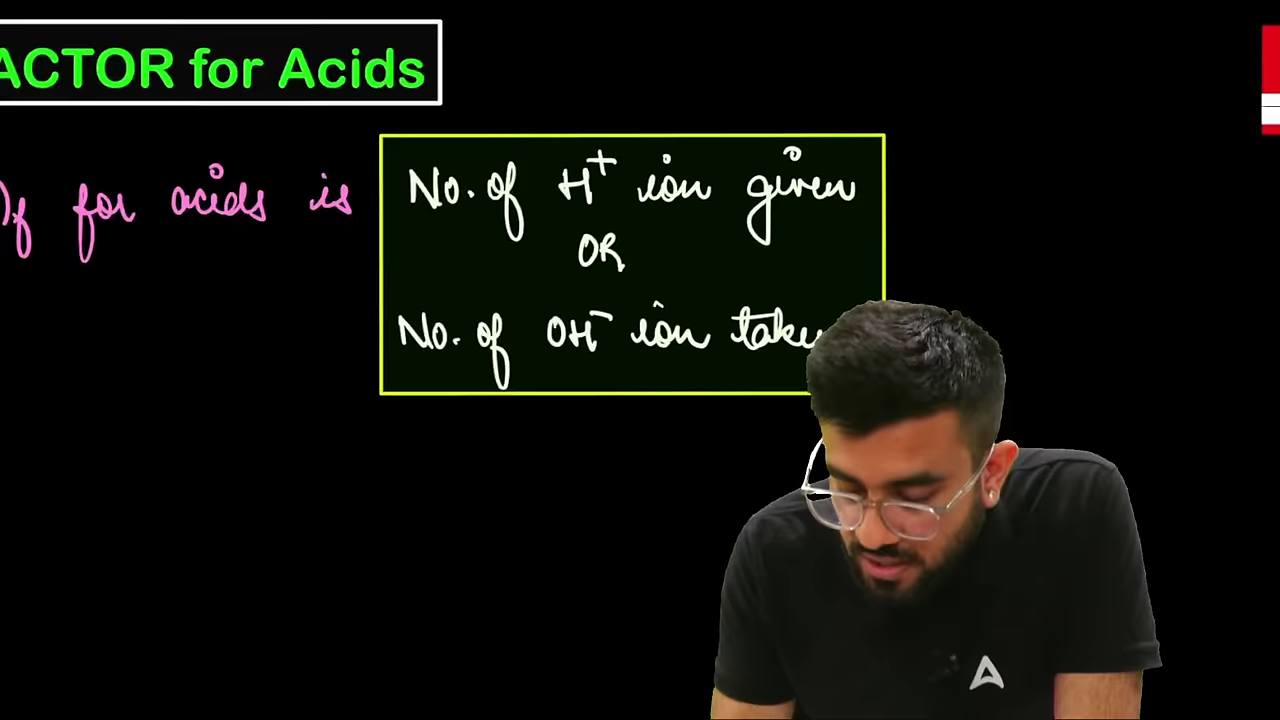 ACTOR for Acids
f for acids is
No. of H⁺ ion given
OR
No. of OH⁻ ion